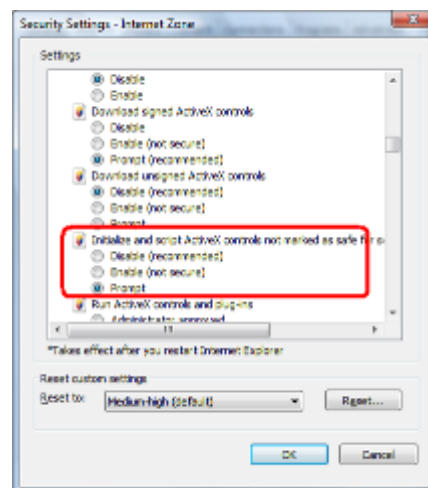 Security Settings - Internet Zone
Settings
Disable
Enable
Download signed ActiveX controls
Disable
Enable (not secure)
Prompt (recommended)
Download unsigned ActiveX controls
Disable (recommended)
Enable (not secure)
Prompt
Initialize and script ActiveX controls not marked as safe for s
Disable (recommended)
Enable (not secure)
Prompt
Run ActiveX controls and plug-ins
Administrator approved
*Takes effect after you restart Internet Explorer
Reset custom settings
Reset to:
Medium-high (default)
Reset...
OK
Cancel